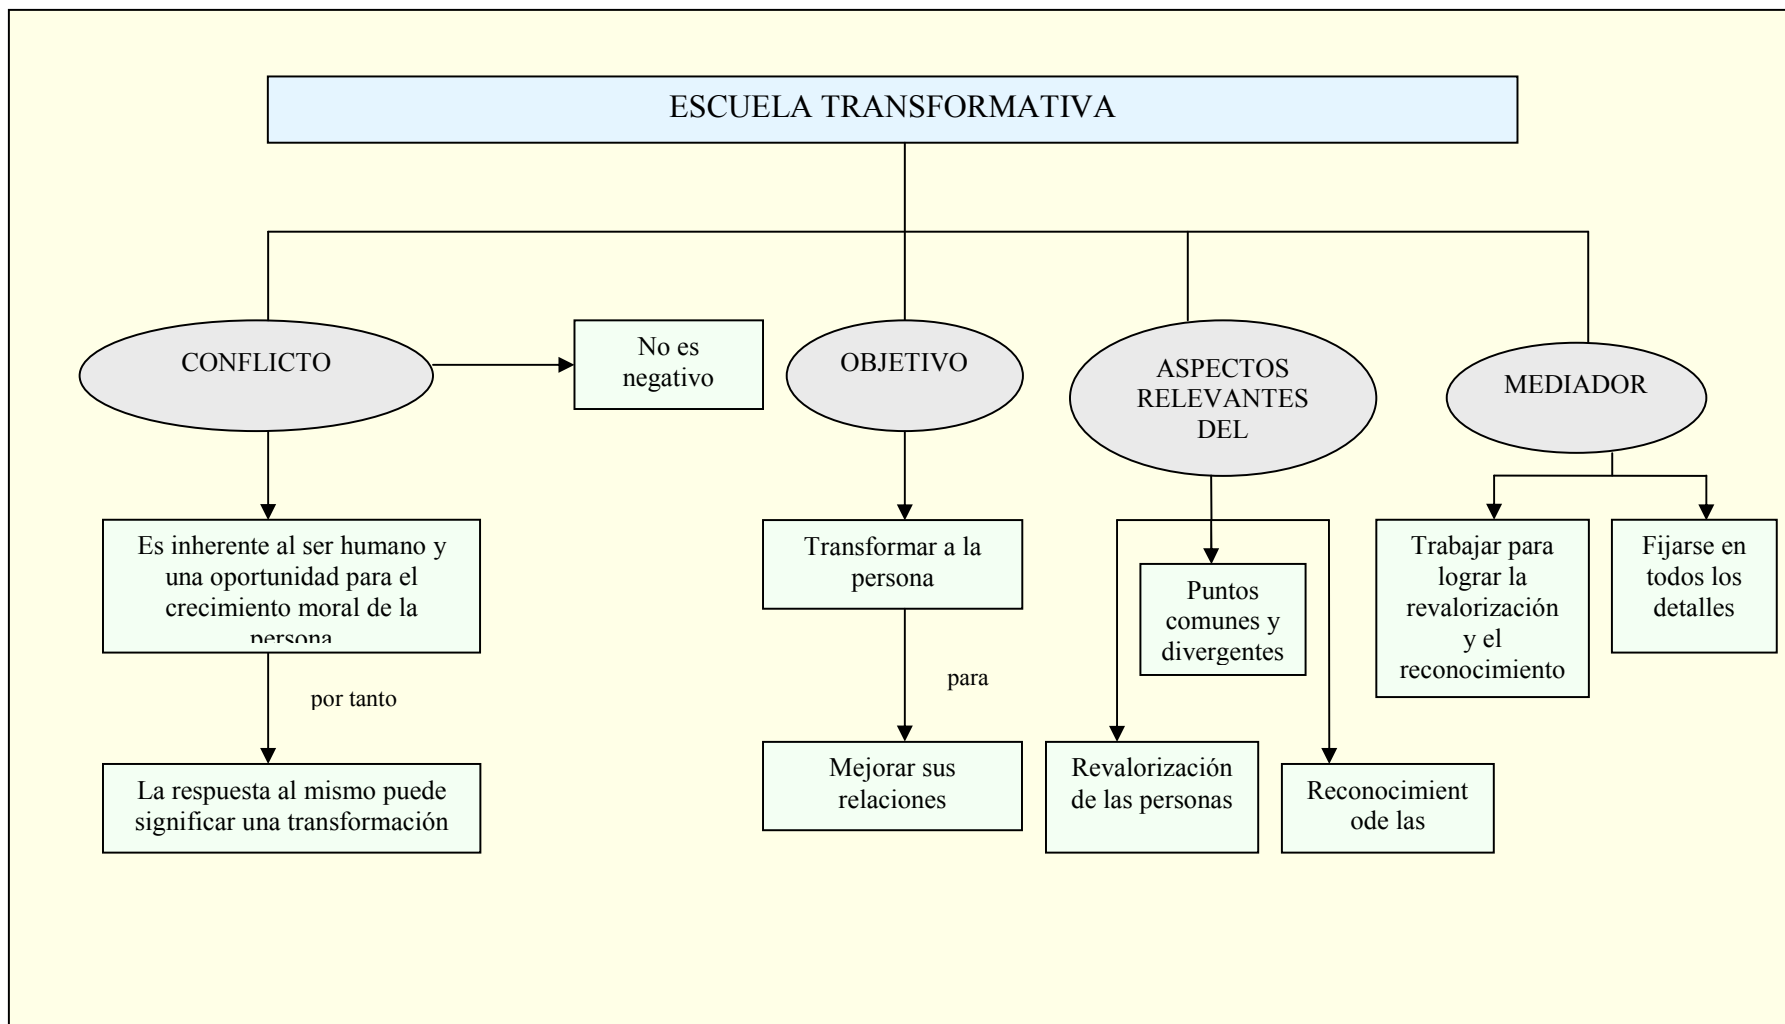 ESCUELA TRANSFORMATIVA
CONFLICTO
No es
negativo
OBJETIVO
ASPECTOS
RELEVANTES
DEL
MEDIADOR
Es inherente al ser humano y
una oportunidad para el
crecimiento moral de la
persona
por tanto
La respuesta al mismo puede
significar una transformación
Transformar a la
persona
para
Mejorar sus
relaciones
Puntos
comunes y
divergentes
Revalorización
de las personas
Reconocimient
ode las
Trabajar para
lograr la
revalorización
y el
reconocimiento
Fijarse en
todos los
detalles